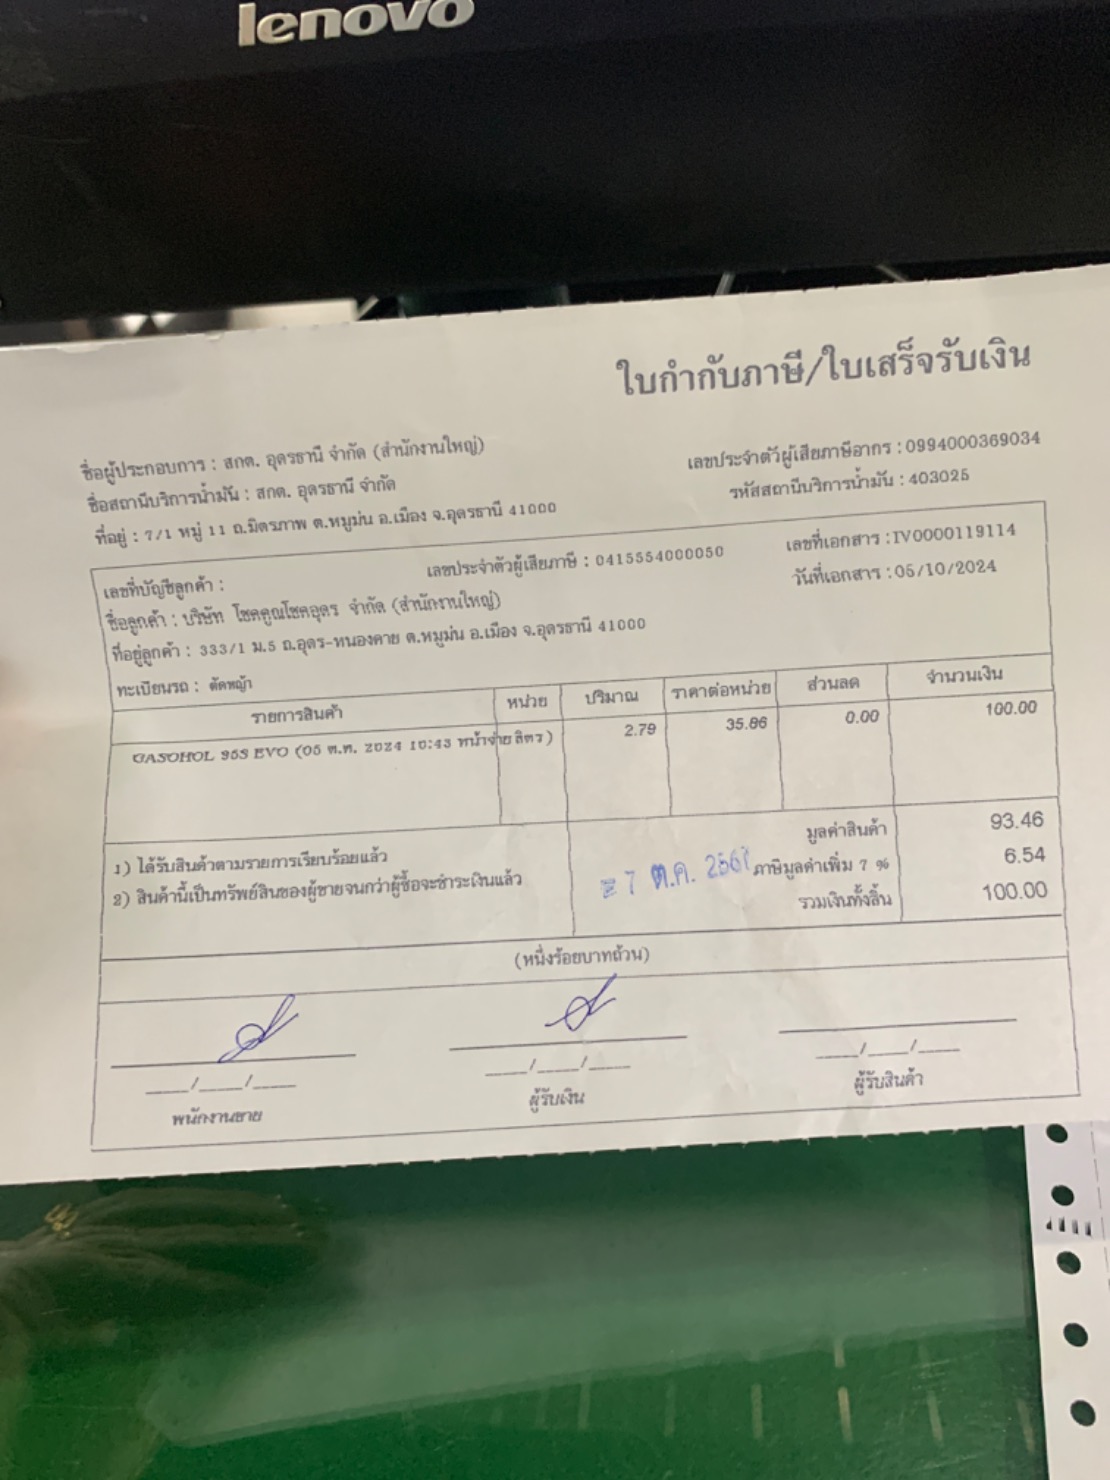 lenovo
ใบกำกับภาษี/ใบเสร็จรับเงิน
ชื่อผู้ประกอบการ : สกต. อุดรธานี จำกัด (สำนักงานใหญ่)
เลขประจำตัวผู้เสียภาษีอากร : 0994000369034
ชื่อสถานีบริการน้ำมัน : สกต. อุดรธานี จำกัด
รหัสสถานีบริการน้ำมัน : 403025
ที่อยู่ : 7/1 หมู่ 11 ถ.มิตรภาพ ต.หมูม่น อ.เมือง จ.อุดรธานี 41000
เลขที่บัญชีลูกค้า :
เลขประจำตัวผู้เสียภาษี : 0415554000050
เลขที่เอกสาร : IV0000119114
ชื่อลูกค้า : บริษัท โชคคูณโชคอุดร จำกัด (สำนักงานใหญ่)
วันที่เอกสาร : 05/10/2024
ที่อยู่ลูกค้า : 333/1 ม.5 ถ.อุดร-หนองคาย ต.หมูม่น อ.เมือง จ.อุดรธานี 41000
ทะเบียนรถ : ตัดหญ้า
รายการสินค้า หน่วย ปริมาณ ราคาต่อหน่วย ส่วนลด จำนวนเงิน
GASOHOL 95S EVO (05 ต.ค. 2024 10:43 หน้าจ่าย ลิตร ) 2.79 35.86 0.00 100.00
1) ได้รับสินค้าตามรายการเรียบร้อยแล้ว
2) สินค้านี้เป็นทรัพย์สินของผู้ขายจนกว่าผู้ซื้อจะชำระเงินแล้ว
7 ต.ค. 2567
มูลค่าสินค้า 93.46
ภาษีมูลค่าเพิ่ม 7 % 6.54
รวมเงินทั้งสิ้น 100.00
(หนึ่งร้อยบาทถ้วน)
___/___/___ ___/___/___ ___/___/___
พนักงานขาย ผู้รับเงิน ผู้รับสินค้า